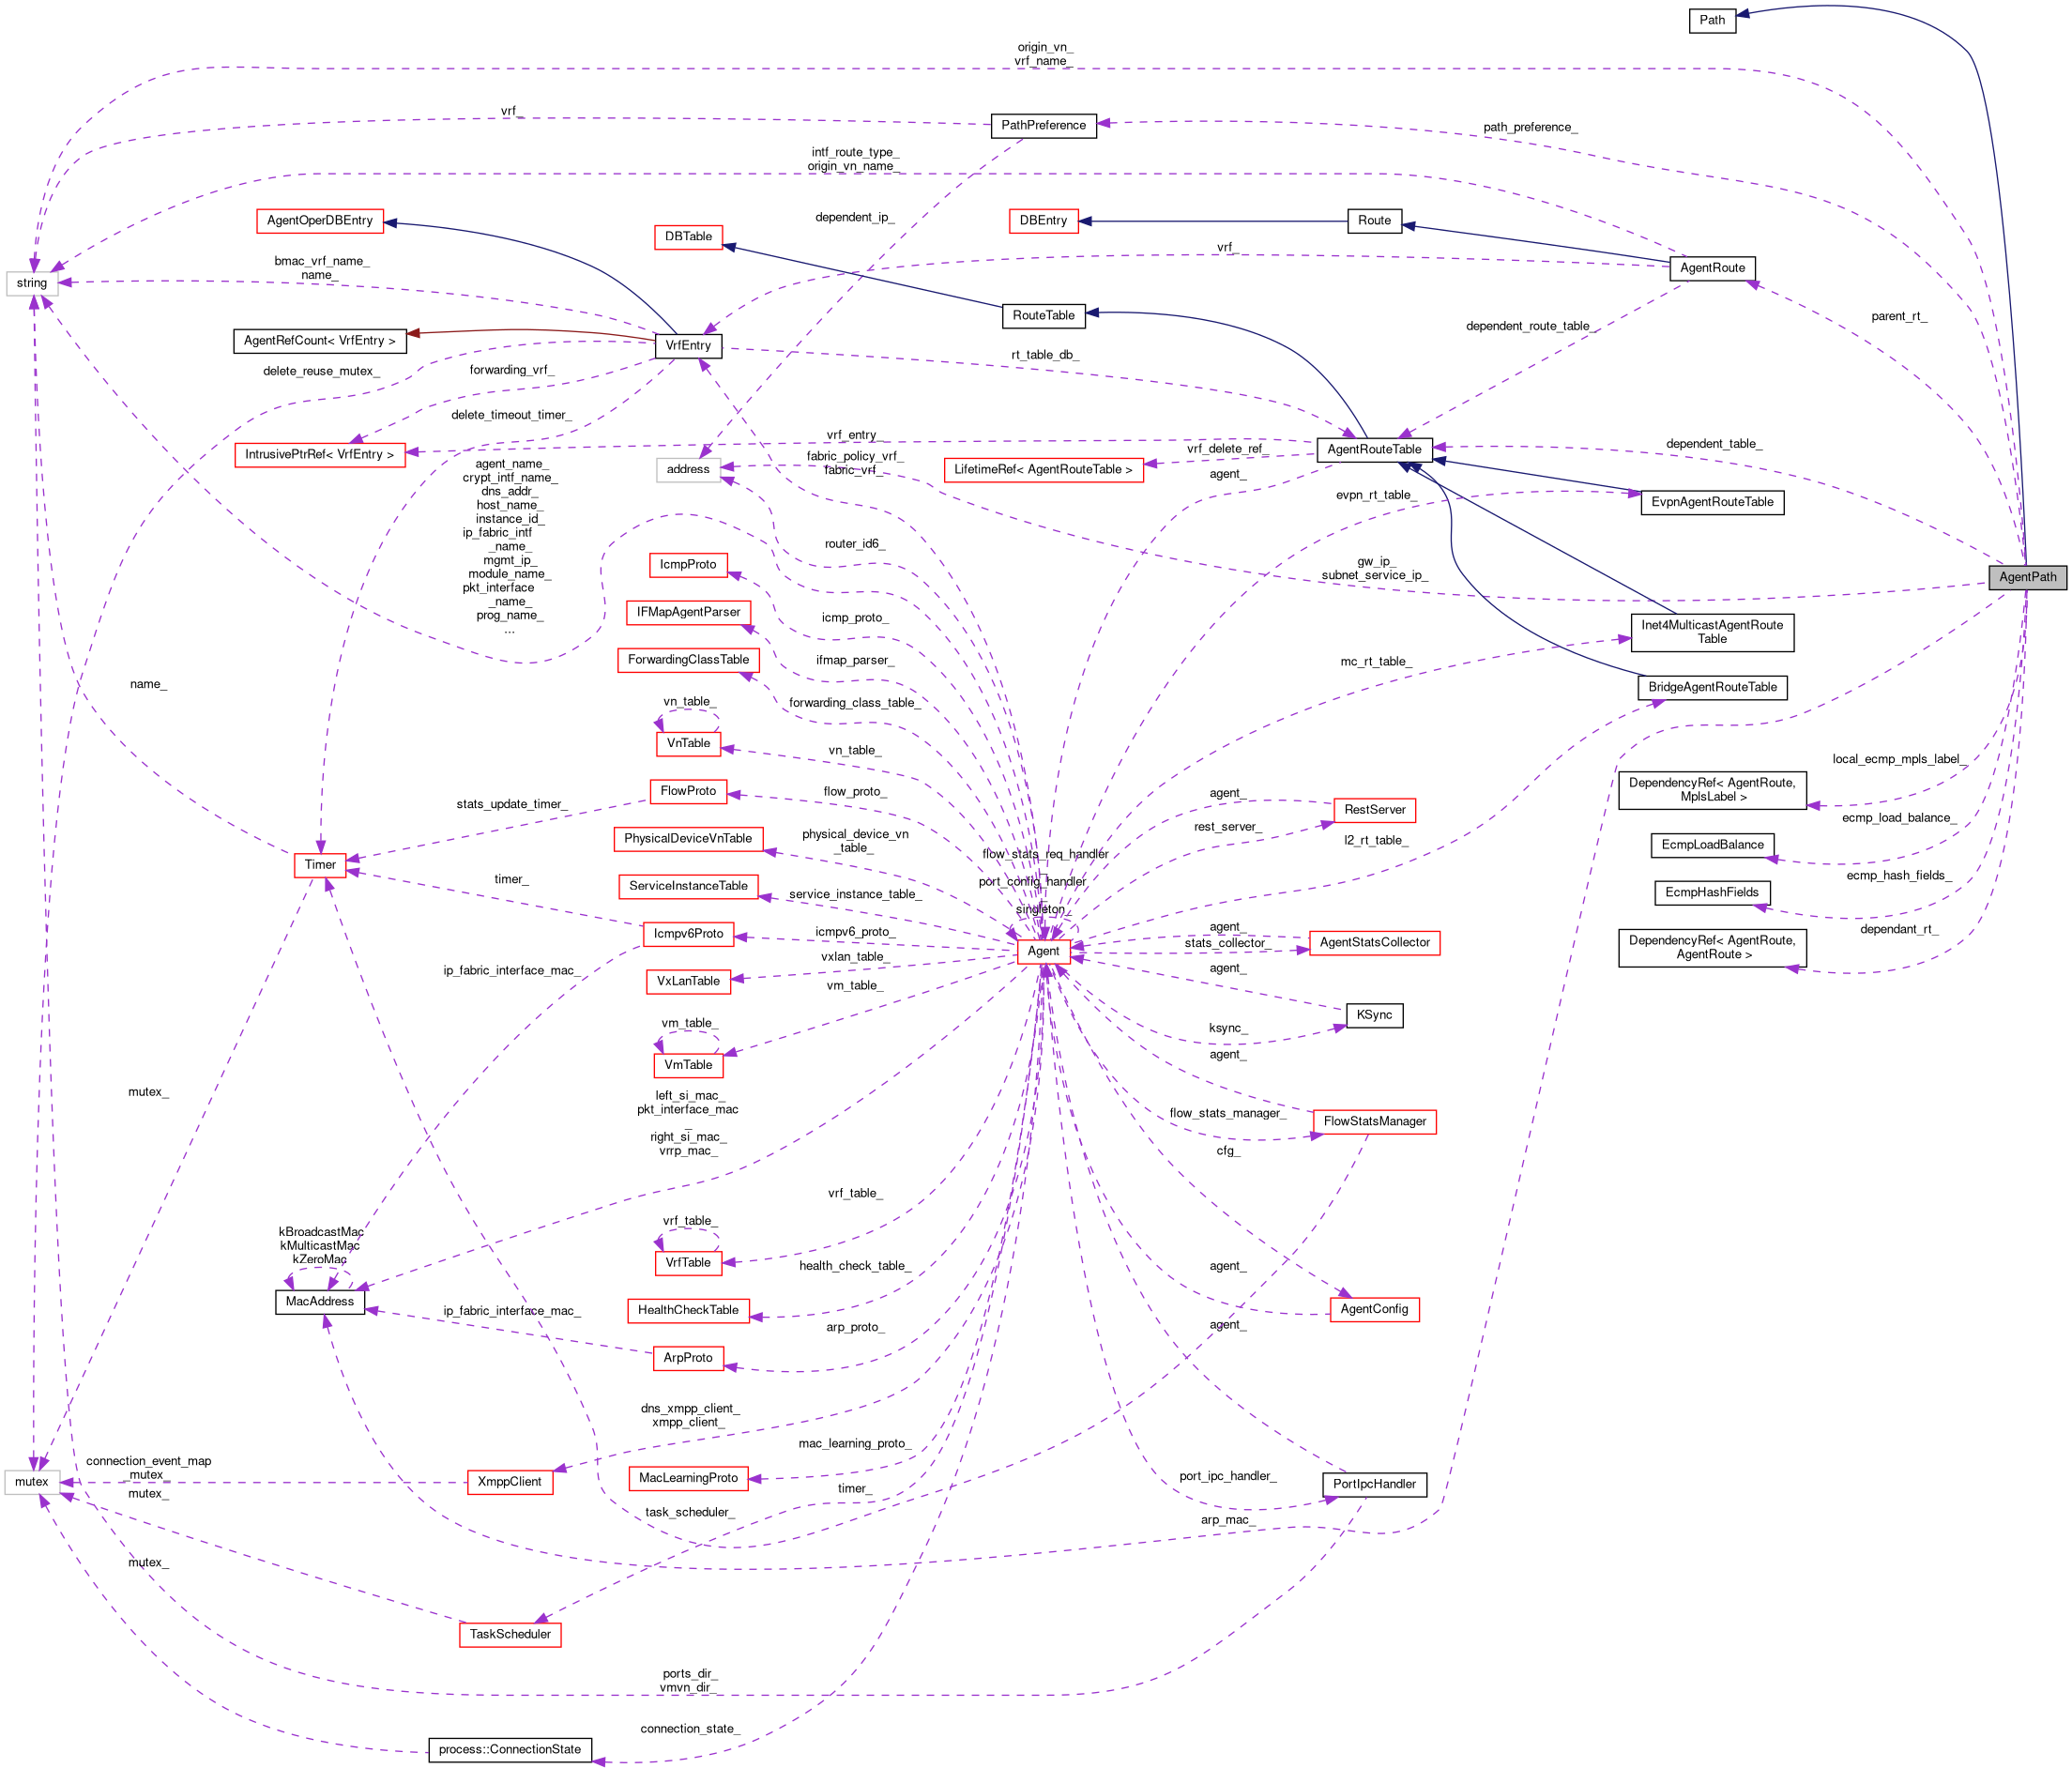 Path
origin_vn_
vrf_name_
vrf_
PathPreference
path_preference_
intf_route_type_
origin_vn_name_
dependent_ip_
AgentOperDBEntry
DBTable
DBEntry
Route
vrf_
AgentRoute
bmac_vrf_name_
name_
string
RouteTable
dependent_route_table_
parent_rt_
AgentRefCount< VrfEntry >
VrfEntry
rt_table_db_
delete_reuse_mutex_
forwarding_vrf_
delete_timeout_timer_
IntrusivePtrRef< VrfEntry >
vrf_entry_
address
fabric_policy_vrf_
fabric_vrf_
LifetimeRef< AgentRouteTable >
vrf_delete_ref_
agent_
AgentRouteTable
dependent_table_
evpn_rt_table_
EvpnAgentRouteTable
agent_name_
crypt_intf_name_
dns_addr_
host_name_
instance_id_
ip_fabric_intf
_name_
mgmt_ip_
module_name_
pkt_interface
_name_
prog_name_
...
router_id6_
gw_ip_
subnet_service_ip_
AgentPath
IcmpProto
icmp_proto_
IFMapAgentParser
ifmap_parser_
Inet4MulticastAgentRoute
Table
mc_rt_table_
ForwardingClassTable
forwarding_class_table_
BridgeAgentRouteTable
name_
vn_table_
VnTable
vn_table_
local_ecmp_mpls_label_
DependencyRef< AgentRoute,
MplsLabel >
FlowProto
flow_proto_
stats_update_timer_
agent_
RestServer
rest_server_
ecmp_load_balance_
EcmpLoadBalance
l2_rt_table_
PhysicalDeviceVnTable
physical_device_vn
_table_
flow_stats_req_handler
_
port_config_handler
_
singleton_
Timer
timer_
ServiceInstanceTable
service_instance_table_
ecmp_hash_fields_
EcmpHashFields
Icmpv6Proto
icmpv6_proto_
Agent
agent_
stats_collector_
AgentStatsCollector
dependant_rt_
DependencyRef< AgentRoute,
AgentRoute >
ip_fabric_interface_mac_
VxLanTable
vxlan_table_
vm_table_
agent_
KSync
ksync_
vm_table_
VmTable
agent_
mutex_
left_si_mac_
pkt_interface_mac
_
right_si_mac_
vrrp_mac_
flow_stats_manager_
FlowStatsManager
cfg_
vrf_table_
vrf_table_
VrfTable
kBroadcastMac
kMulticastMac
kZeroMac
MacAddress
health_check_table_
HealthCheckTable
agent_
AgentConfig
ip_fabric_interface_mac_
ArpProto
arp_proto_
agent_
dns_xmpp_client_
xmpp_client_
mac_learning_proto_
MacLearningProto
connection_event_map
_mutex_
mutex
XmppClient
port_ipc_handler_
PortIpcHandler
timer_
mutex_
task_scheduler_
arp_mac_
mutex_
TaskScheduler
ports_dir_
vmvn_dir_
connection_state_
process::ConnectionState